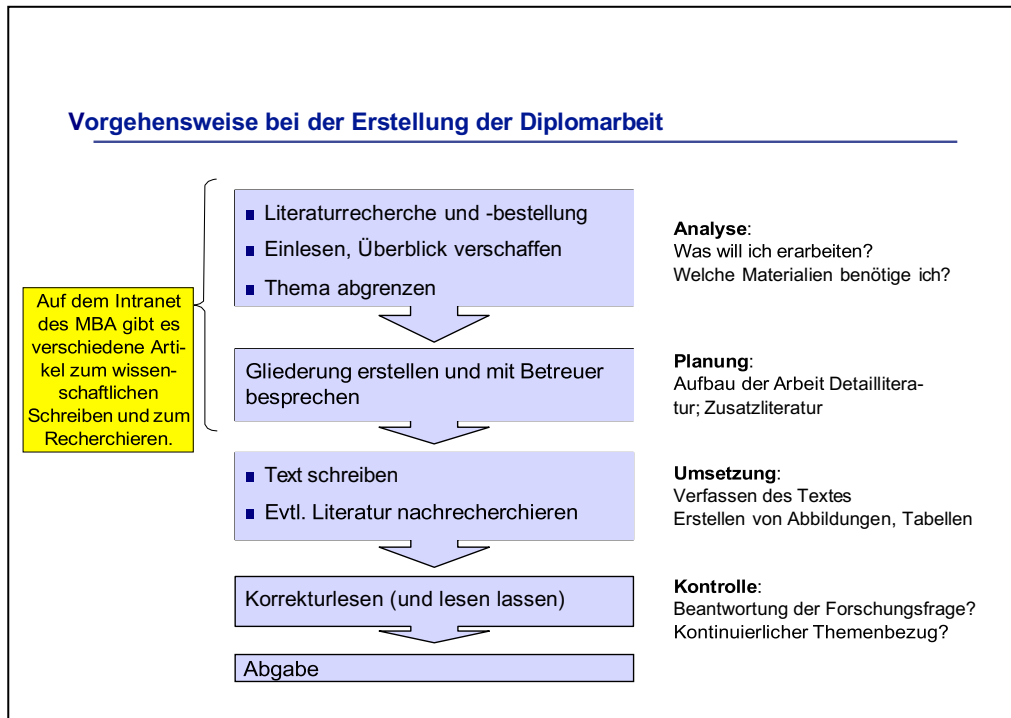 Vorgehensweise bei der Erstellung der Diplomarbeit
Auf dem Intranet
des MBA gibt es
verschiedene Arti-
kel zum wissen-
schaftlichen
Schreiben und zum
Recherchieren.
Literaturrecherche und -bestellung
Einlesen, Überblick verschaffen
Thema abgrenzen
Analyse:
Was will ich erarbeiten?
Welche Materialien benötige ich?
Gliederung erstellen und mit Betreuer
besprechen
Planung:
Aufbau der Arbeit Detaillitera-
tur; Zusatzliteratur
Text schreiben
Evtl. Literatur nachrecherchieren
Umsetzung:
Verfassen des Textes
Erstellen von Abbildungen, Tabellen
Korrekturlesen (und lesen lassen)
Kontrolle:
Beantwortung der Forschungsfrage?
Kontinuierlicher Themenbezug?
Abgabe